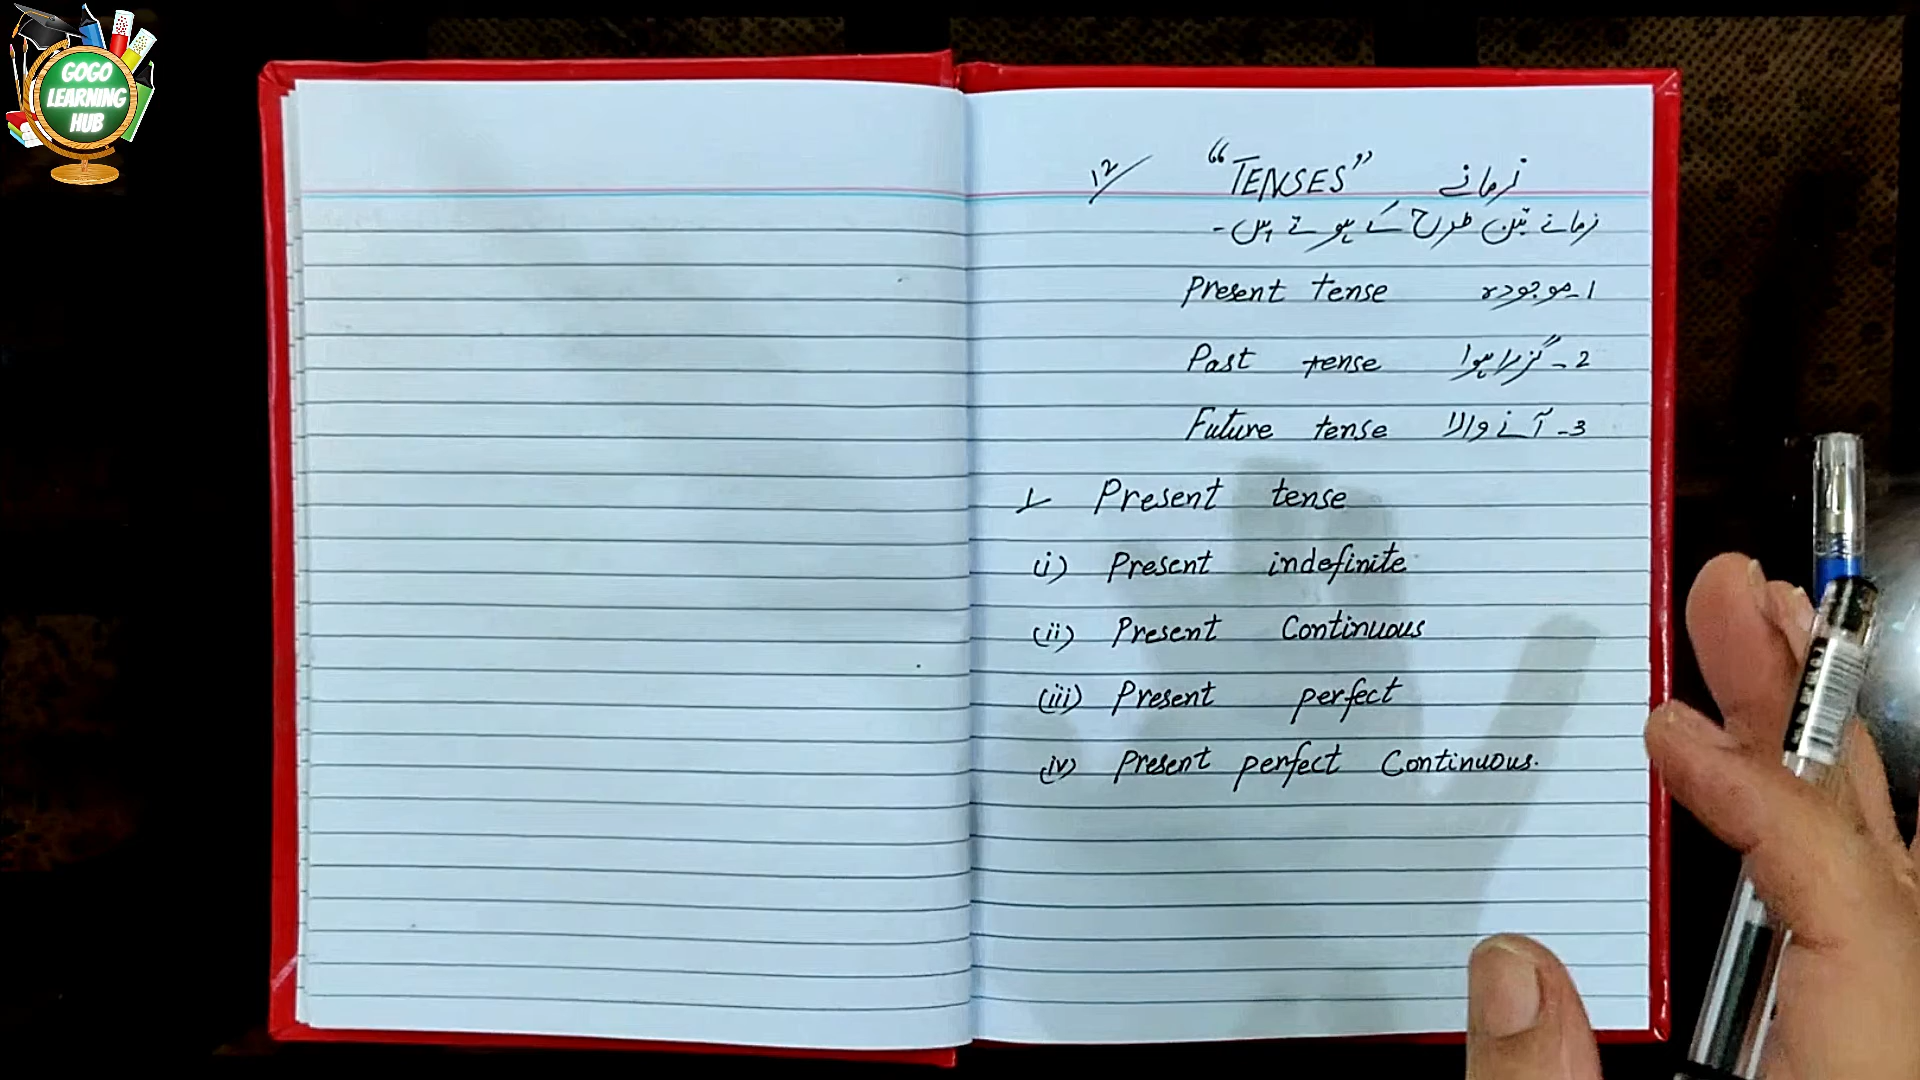 GOGO
LEARNING
HUB
12/ "TENSES" زمانے
زمانے تین طرح کے ہوتے ہیں۔
Present tense 1۔ موجودہ
Past tense 2۔ گزرا ہوا
Future tense 3۔ آنے والا
1 Present tense
(i) Present indefinite
(ii) Present Continuous
(iii) Present perfect
(iv) Present perfect Continuous.